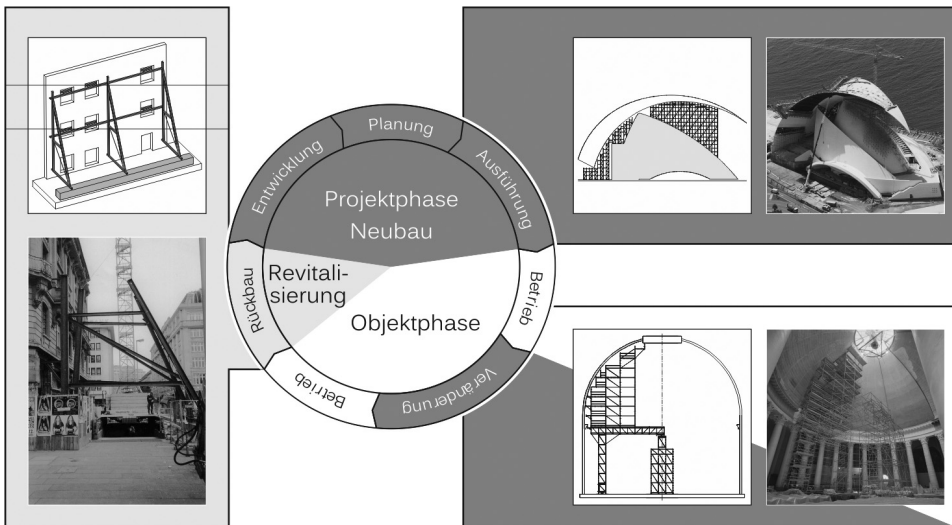 Planung
Entwicklung
Ausführung
Projektphase
Neubau
Revitali-
sierung
Rückbau
Objektphase
Betrieb
Betrieb
Veränderung